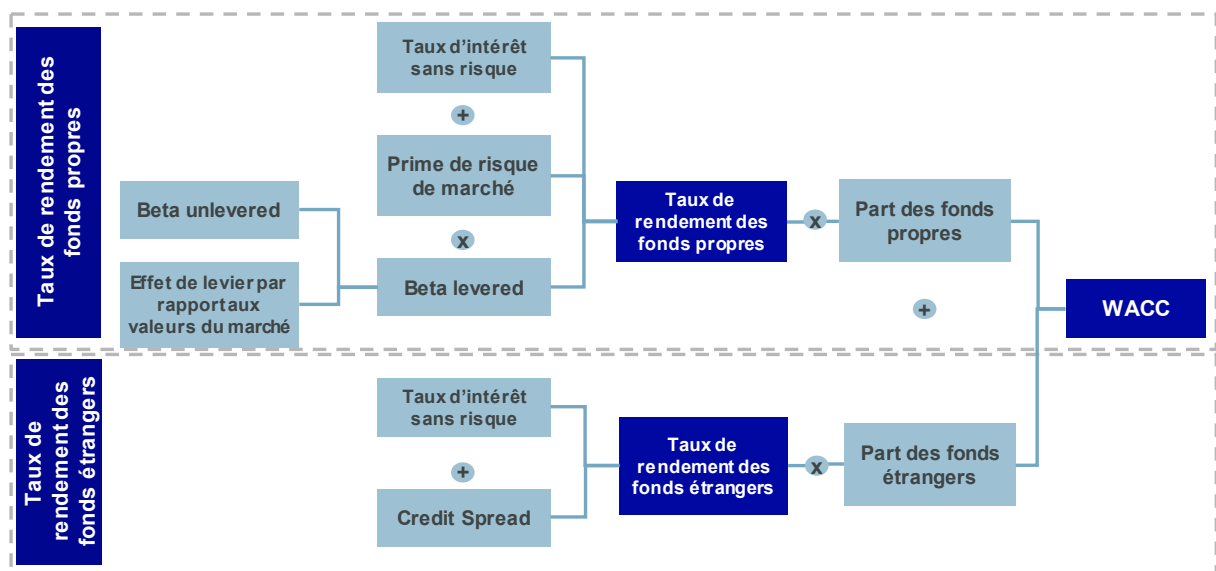 Taux de rendement des
fonds propres
Taux d'intérêt
sans risque
+
Prime de risque
de marché
x
Beta levered
Beta unlevered
Effet de levier par
rapport aux
valeurs du marché
Taux de
rendement des
fonds propres
x
Part des fonds
propres
+
WACC
Taux de
rendement des
fonds étrangers
Taux d'intérêt
sans risque
+
Credit Spread
Taux de
rendement des
fonds étrangers
x
Part des fonds
étrangers